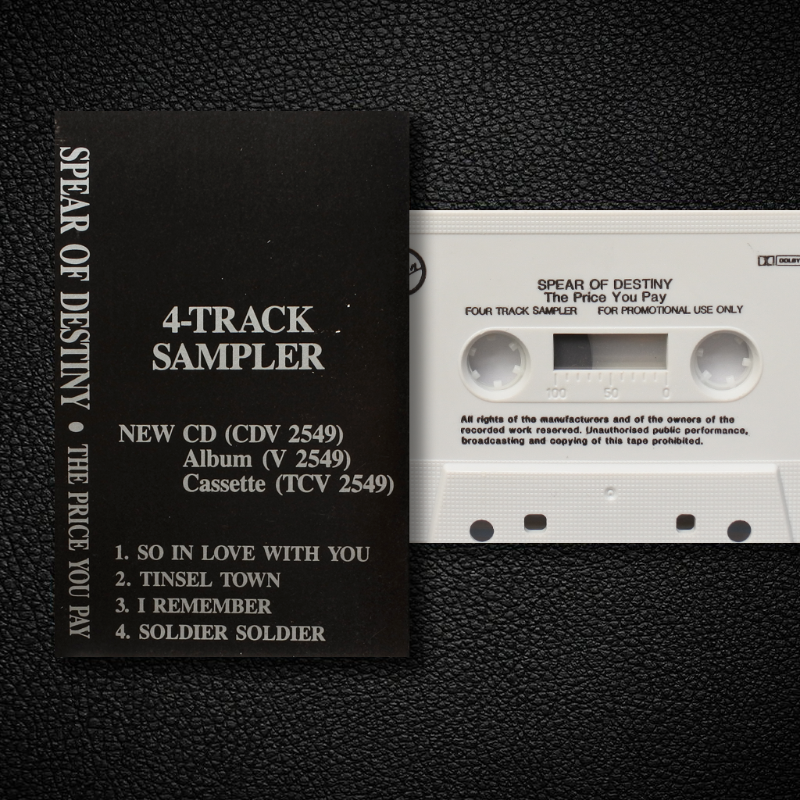 SPEAR OF DESTINY ● THE PRICE YOU PAY
4-TRACK
SAMPLER
NEW CD (CDV 2549)
Album (V 2549)
Cassette (TCV 2549)
1. SO IN LOVE WITH YOU
2. TINSEL TOWN
3. I REMEMBER
4. SOLDIER SOLDIER
SPEAR OF DESTINY
The Price You Pay
FOUR TRACK SAMPLER FOR PROMOTIONAL USE ONLY
DOLBY
100 50 0
All rights of the manufacturers and of the owners of the
recorded work reserved. Unauthorised public performance,
broadcasting and copying of this tape prohibited.